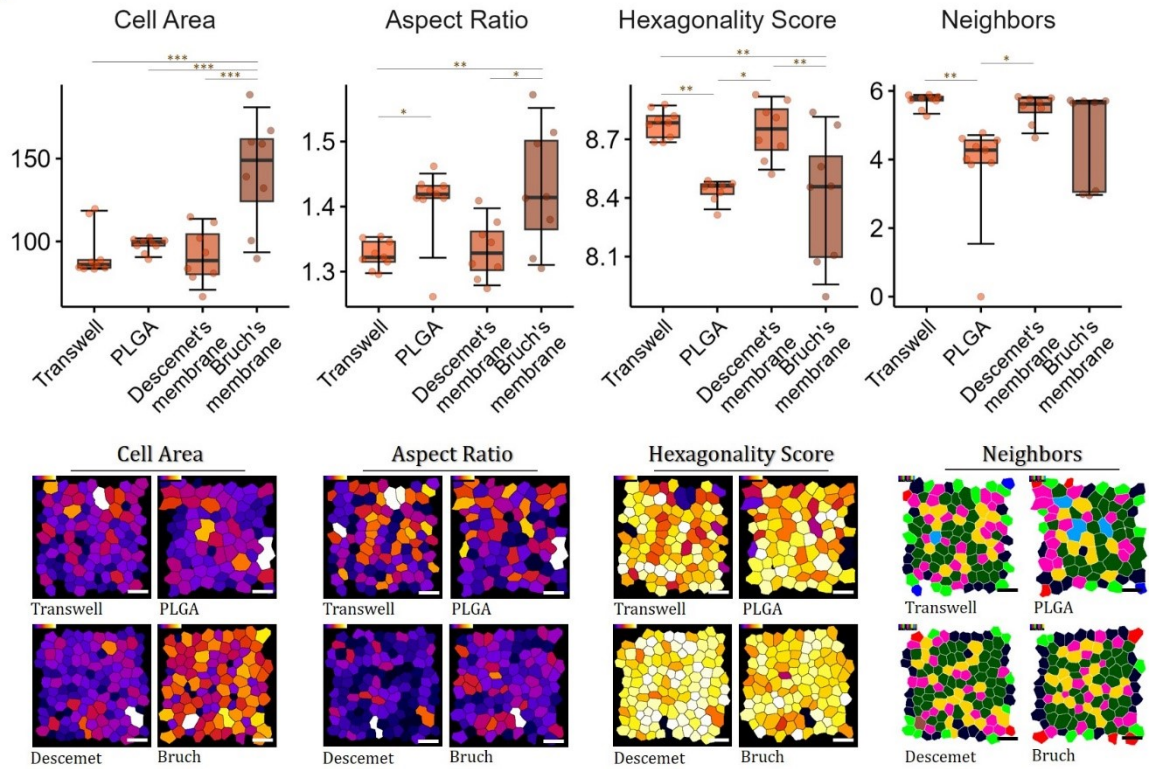 Cell Area
Aspect Ratio
Hexagonality Score
Neighbors
***
***
***
**
*
*
**
**
*
**
*
**
150
100
1.5
1.4
1.3
8.7
8.4
8.1
6
4
2
0
Transwell
PLGA
Descemet's
membrane
Bruch's
membrane
Transwell
PLGA
Descemet's
membrane
Bruch's
membrane
Transwell
PLGA
Descemet's
membrane
Bruch's
membrane
Transwell
PLGA
Descemet's
membrane
Bruch's
membrane
Cell Area
Aspect Ratio
Hexagonality Score
Neighbors
Transwell
PLGA
Transwell
PLGA
Transwell
PLGA
Transwell
PLGA
Descemet
Bruch
Descemet
Bruch
Descemet
Bruch
Descemet
Bruch